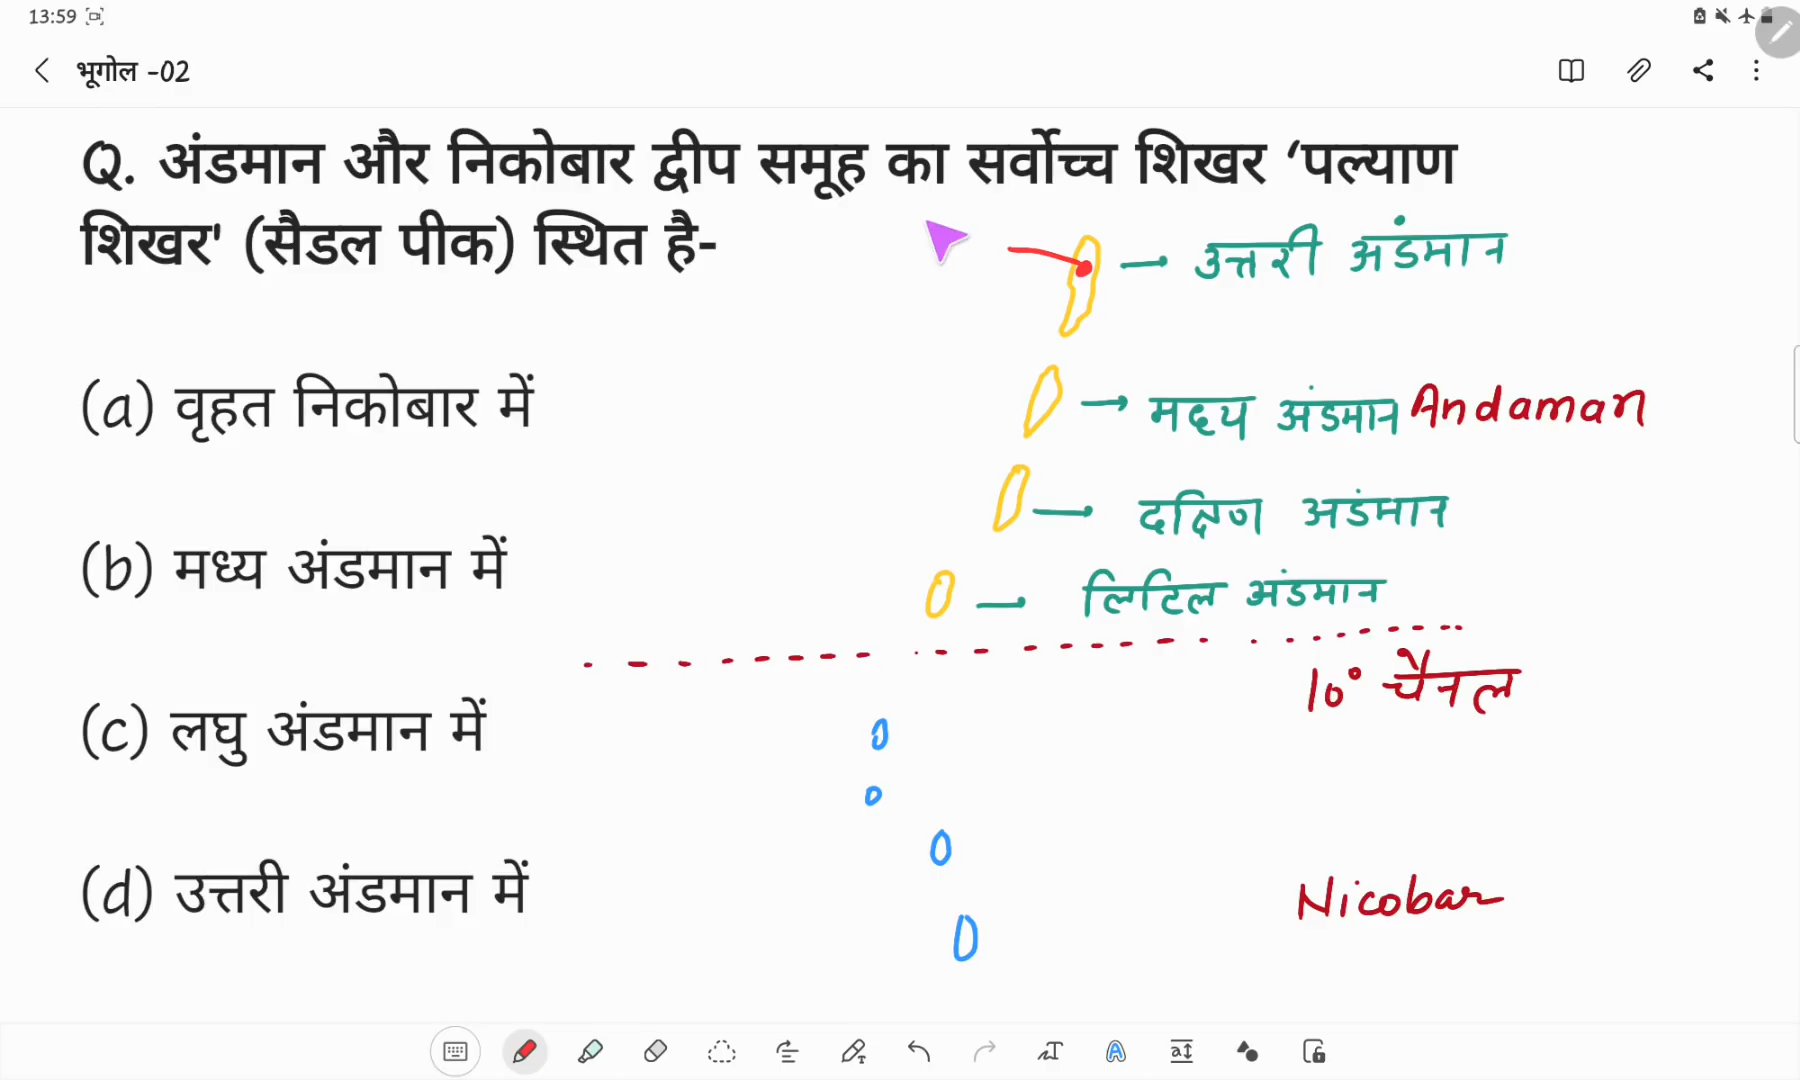 13:59
भूगोल -02
Q. अंडमान और निकोबार द्वीप समूह का सर्वोच्च शिखर ‘पल्याण
शिखर' (सैडल पीक) स्थित है-
उत्तरी अंडमान
(a) वृहत निकोबार में
मध्य अंडमान Andaman
दक्षिण अंडमान
(b) मध्य अंडमान में
लिटिल अंडमान
10° चैनल
(c) लघु अंडमान में
(d) उत्तरी अंडमान में
Nicobar